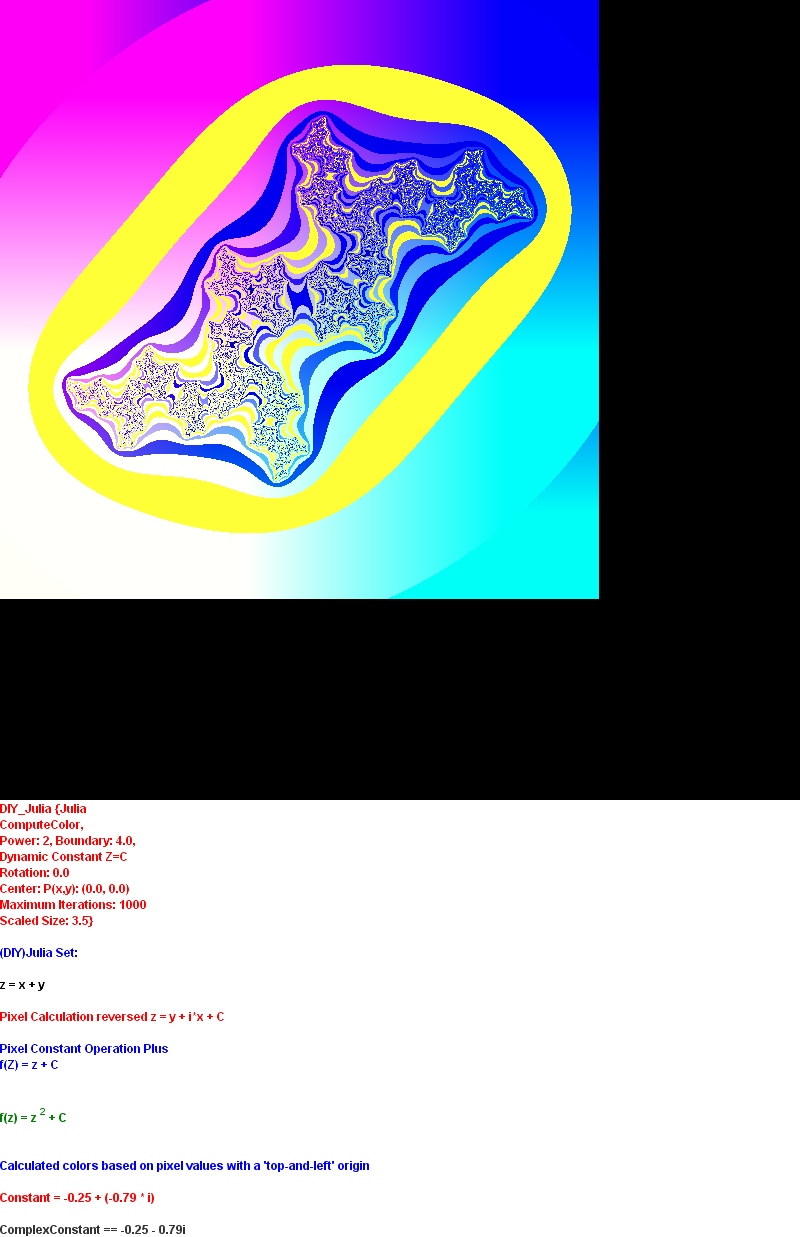 DIY_Julia {Julia
ComputeColor,
Power: 2, Boundary: 4.0,
Dynamic Constant Z=C
Rotation: 0.0
Center: P(x,y): (0.0, 0.0)
Maximum Iterations: 1000
Scaled Size: 3.5}
(DIY)Julia Set:
z = x + y
Pixel Calculation reversed z = y + i*x + C
Pixel Constant Operation Plus
f(Z) = z + C
f(z) = z 2 + C
Calculated colors based on pixel values with a 'top-and-left' origin
Constant = -0.25 + (-0.79 * i)
ComplexConstant == -0.25 - 0.79i